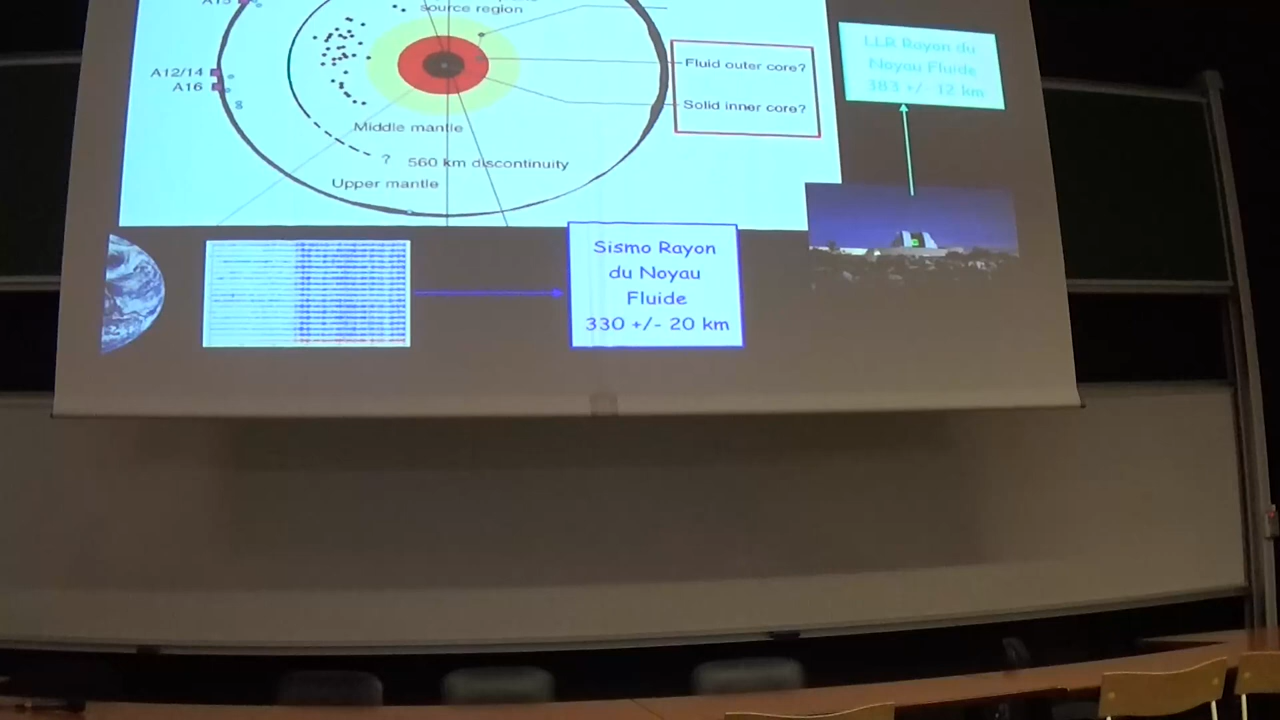 A15
source region
A12/14
A16
Fluid outer core?
Solid inner core?
Middle mantle
? 560 km discontinuity
Upper mantle
LLR Rayon du
Noyau Fluide
383 +/- 12 km
Sismo Rayon
du Noyau
Fluide
330 +/- 20 km